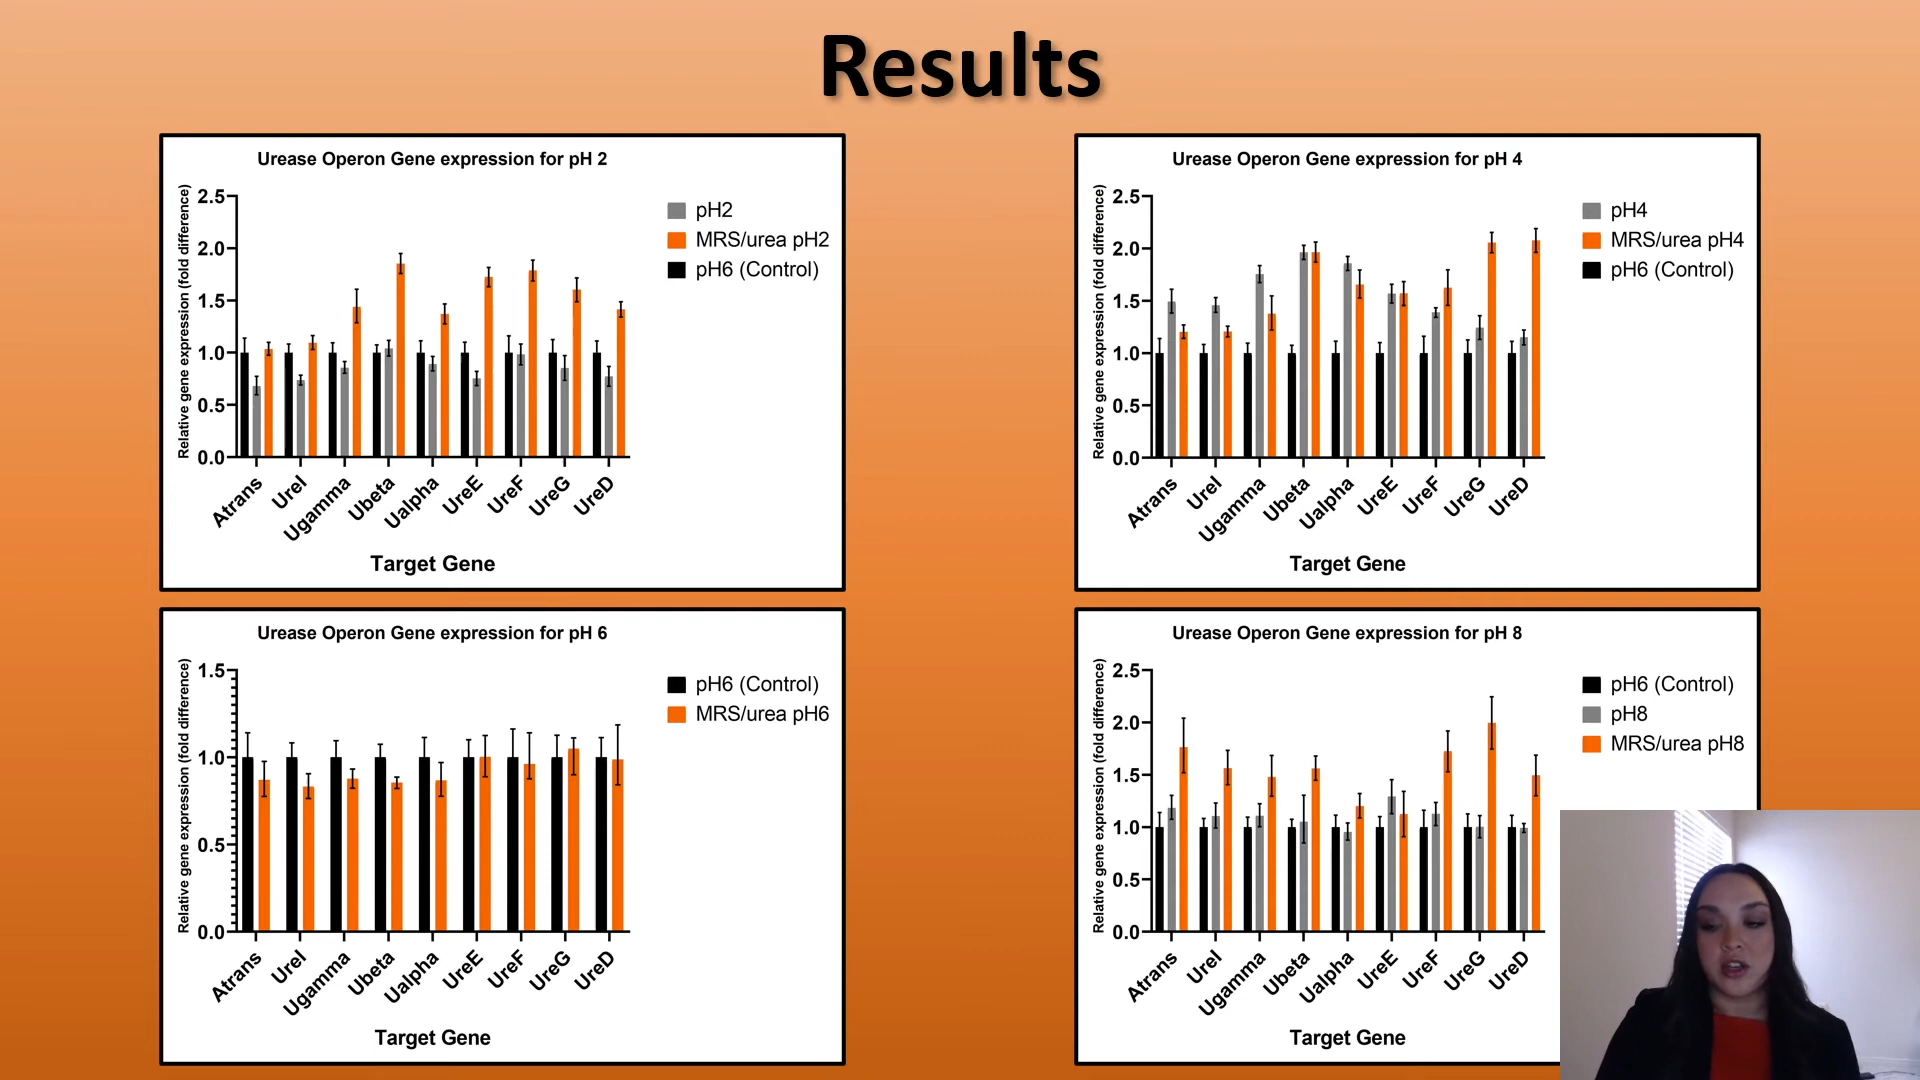 Results
Urease Operon Gene expression for pH 2
Relative gene expression (fold difference)
2.5
2.0
1.5
1.0
0.5
0.0
pH2
MRS/urea pH2
pH6 (Control)
Atrans UreI Ugamma Ubeta Ualpha UreE UreF UreG UreD
Target Gene
Urease Operon Gene expression for pH 4
Relative gene expression (fold difference)
2.5
2.0
1.5
1.0
0.5
0.0
pH4
MRS/urea pH4
pH6 (Control)
Atrans UreI Ugamma Ubeta Ualpha UreE UreF UreG UreD
Target Gene
Urease Operon Gene expression for pH 6
Relative gene expression (fold difference)
1.5
1.0
0.5
0.0
pH6 (Control)
MRS/urea pH6
Atrans UreI Ugamma Ubeta Ualpha UreE UreF UreG UreD
Target Gene
Urease Operon Gene expression for pH 8
Relative gene expression (fold difference)
2.5
2.0
1.5
1.0
0.5
0.0
pH6 (Control)
pH8
MRS/urea pH8
Atrans UreI Ugamma Ubeta Ualpha UreE UreF UreG UreD
Target Gene